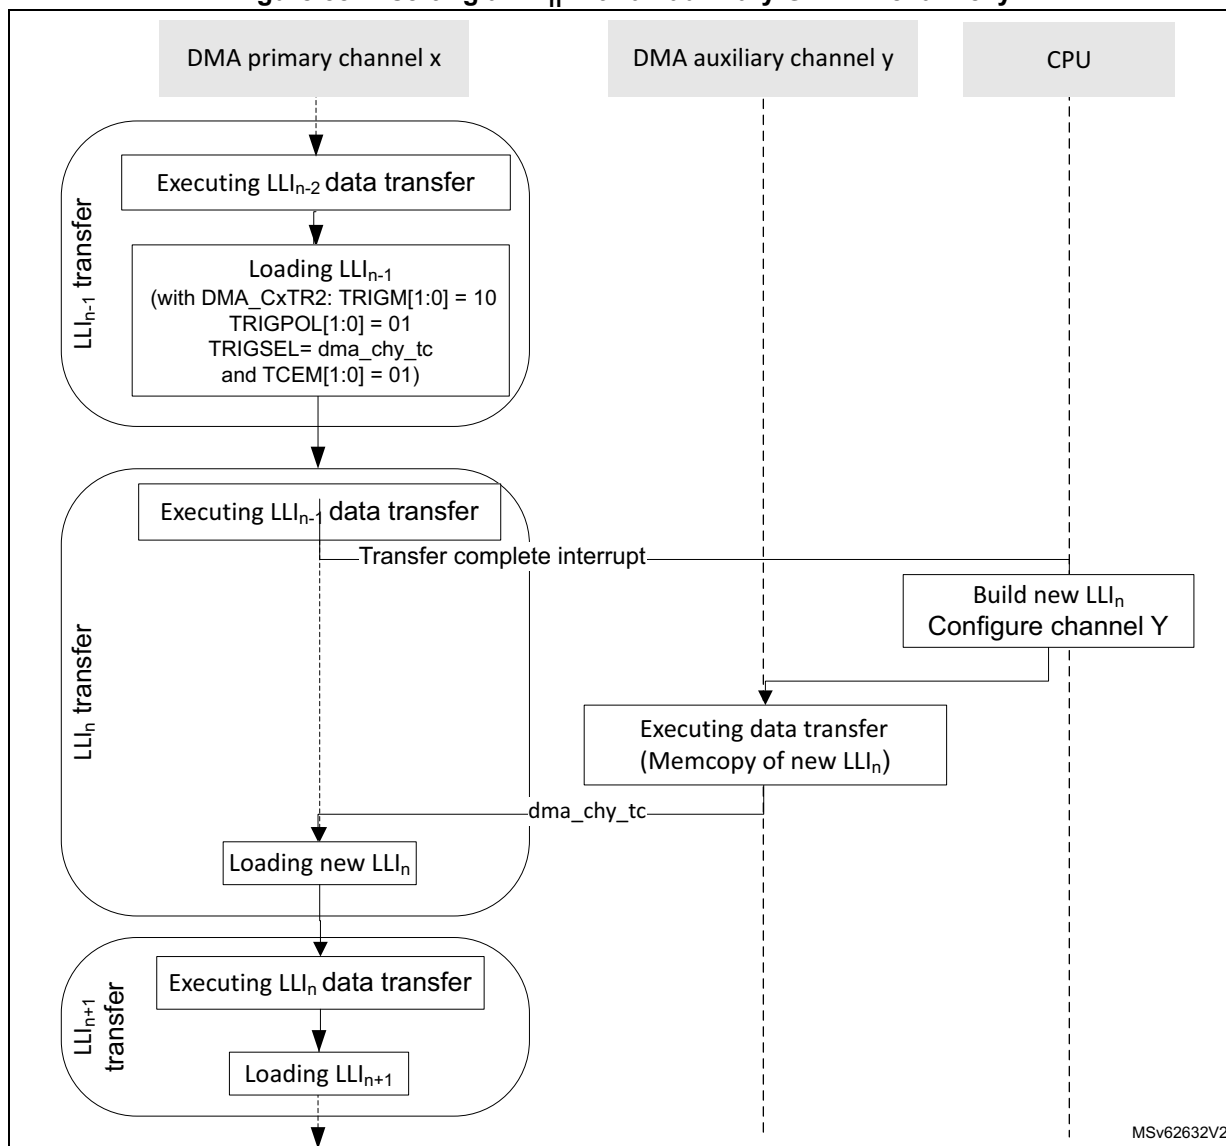 DMA primary channel x
DMA auxiliary channel y
CPU
Executing LLIn-2 data transfer
Loading LLIn-1
(with DMA_CxTR2: TRIGM[1:0] = 10
TRIGPOL[1:0] = 01
TRIGSEL= dma_chy_tc
and TCEM[1:0] = 01)
LLIn-1 transfer
Executing LLIn-1 data transfer
Transfer complete interrupt
Build new LLIn
Configure channel Y
LLIn transfer
Executing data transfer
(Memcopy of new LLIn)
dma_chy_tc
Loading new LLIn
Executing LLIn data transfer
LLIn+1
transfer
Loading LLIn+1
MSv62632V2